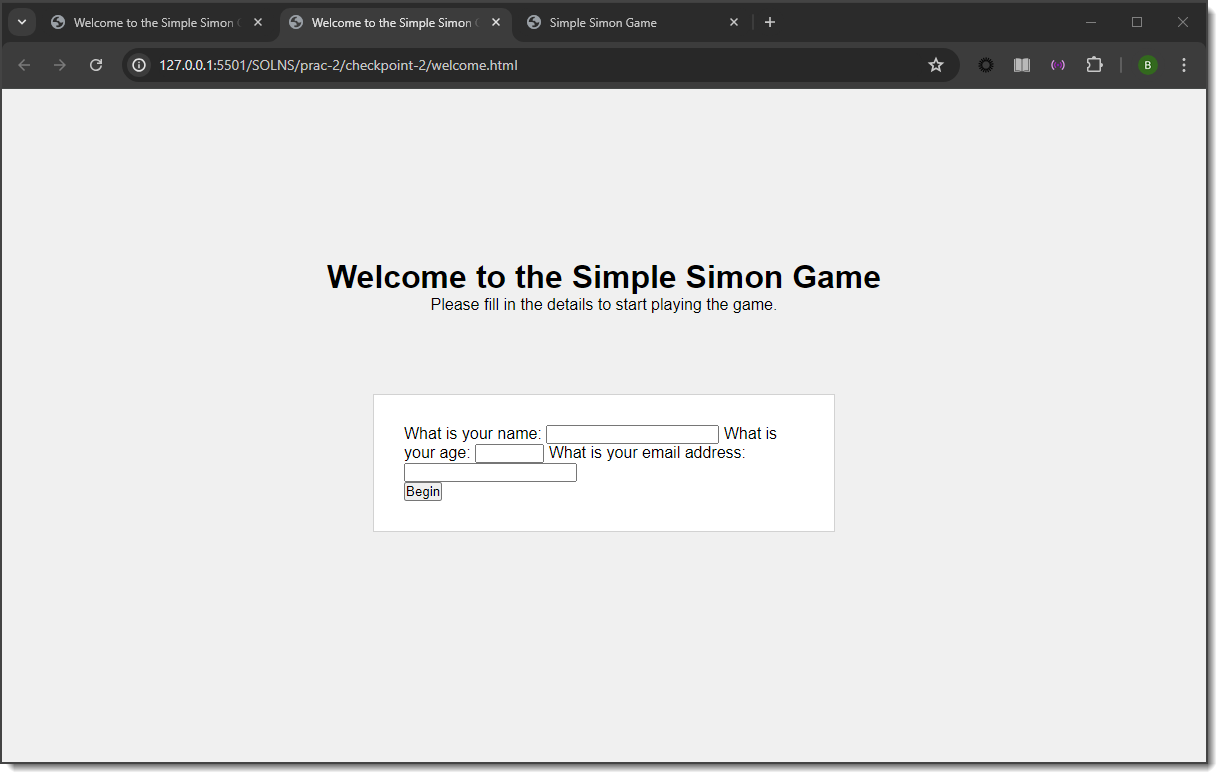 Welcome to the Simple Simon
Welcome to the Simple Simon
Simple Simon Game
127.0.0.1:5501/SOLNS/prac-2/checkpoint-2/welcome.html
B
Welcome to the Simple Simon Game
Please fill in the details to start playing the game.
What is your name: What is
your age: What is your email address:
Begin